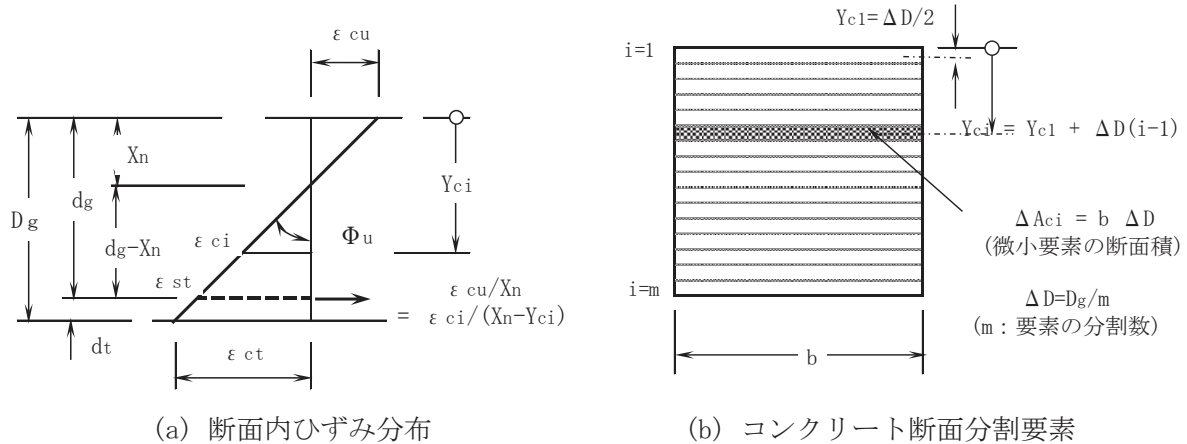 ε cu
Xn
dg
Dg
dg-Xn
ε ci
Φu
Yci
ε st
ε cu/Xn
= ε ci/(Xn-Yci)
dt
ε ct
(a) 断面内ひずみ分布
Yc1=ΔD/2
i=1
Yci = Yc1 + ΔD(i-1)
ΔAci = b ΔD
(微小要素の断面積)
i=m
ΔD=Dg/m
(m：要素の分割数)
b
(b) コンクリート断面分割要素